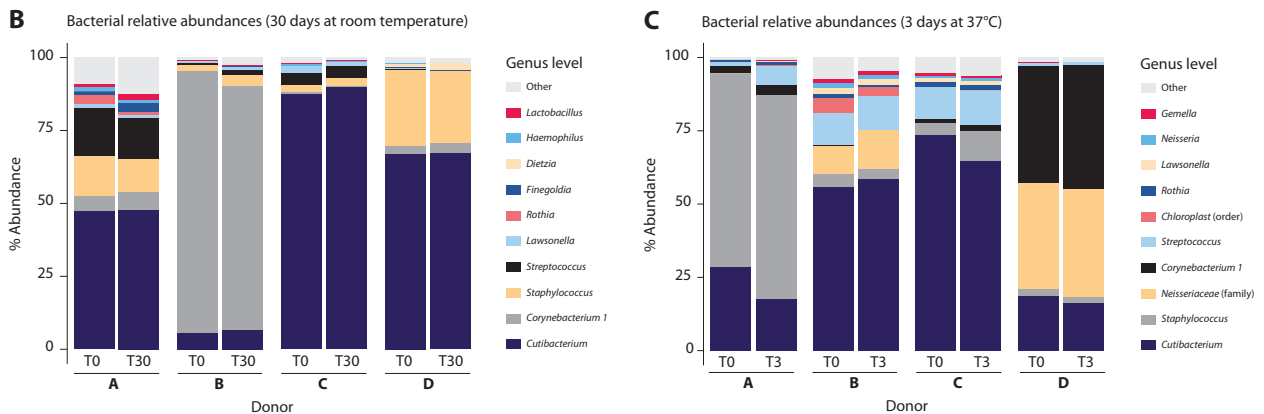 B
Bacterial relative abundances (30 days at room temperature)
% Abundance
100
75
50
25
0
T0 T30 T0 T30 T0 T30 T0 T30
A B C D
Donor
Genus level
Other
Lactobacillus
Haemophilus
Dietzia
Finegoldia
Rothia
Lawsonella
Streptococcus
Staphylococcus
Corynebacterium 1
Cutibacterium
C
Bacterial relative abundances (3 days at 37°C)
% Abundance
100
75
50
25
0
T0 T3 T0 T3 T0 T3 T0 T3
A B C D
Donor
Genus level
Other
Gemella
Neisseria
Lawsonella
Rothia
Chloroplast (order)
Streptococcus
Corynebacterium 1
Neisseriaceae (family)
Staphylococcus
Cutibacterium